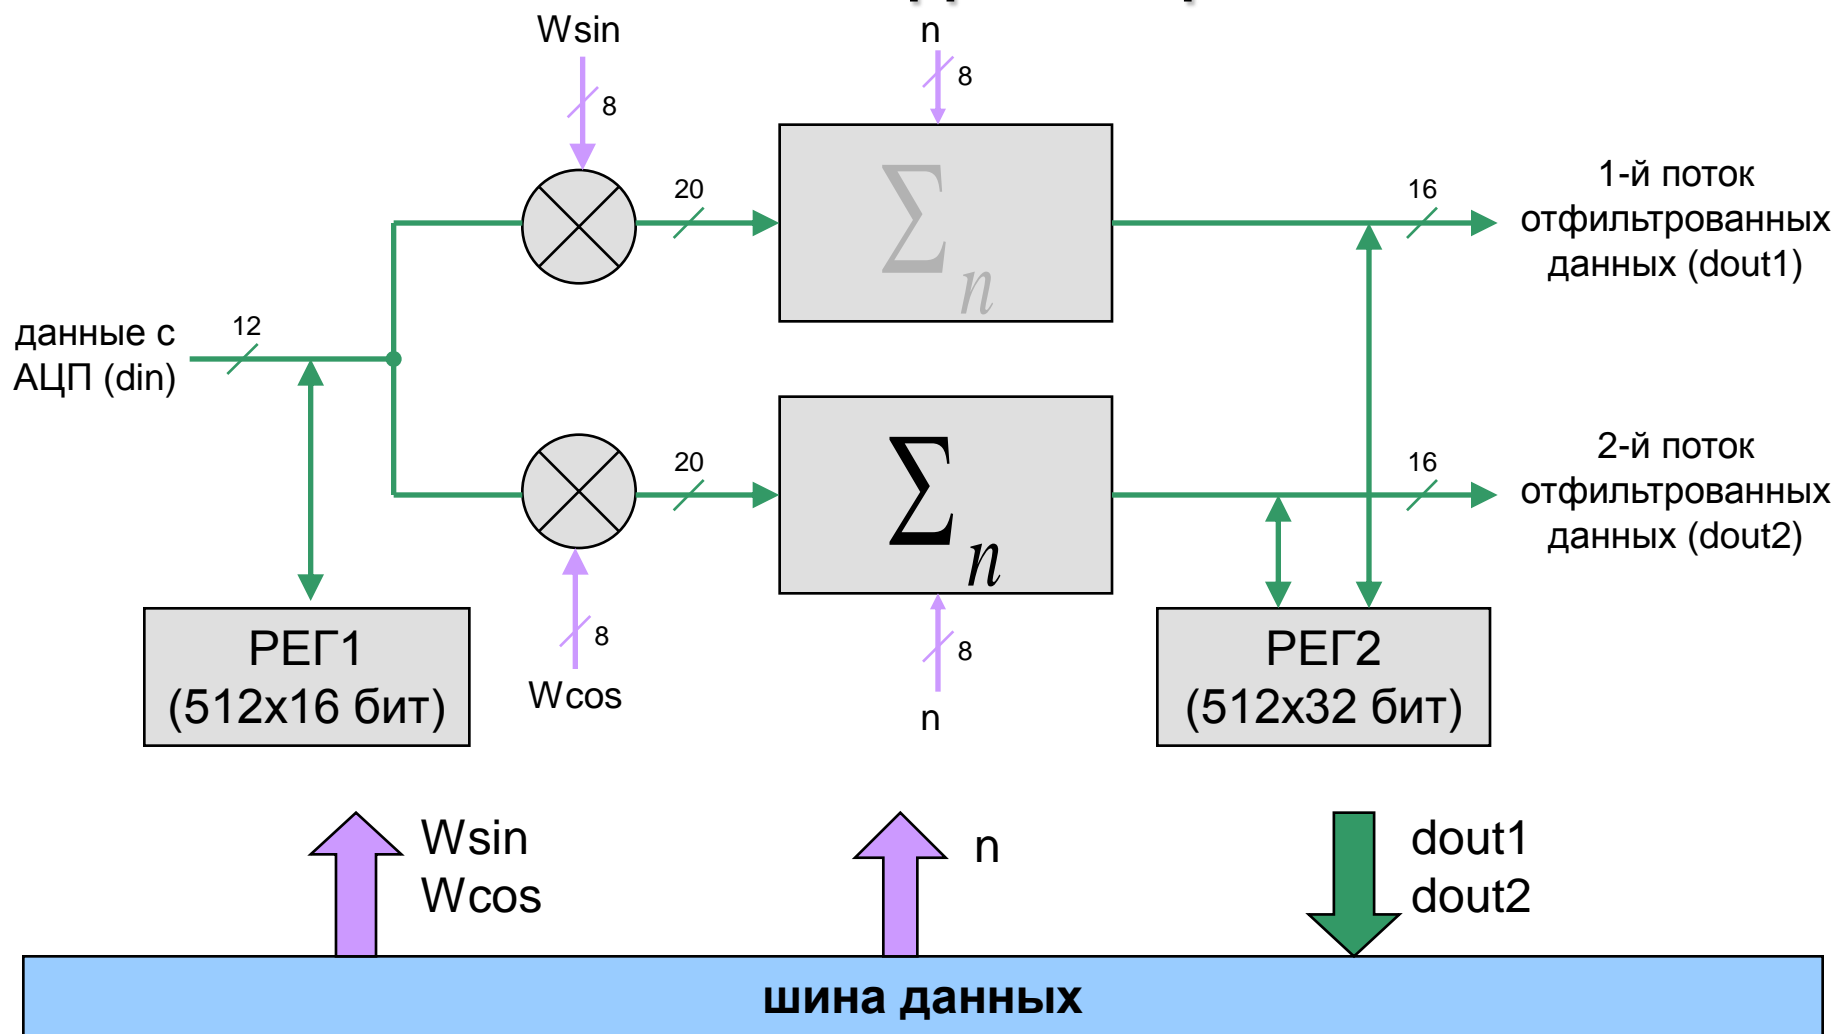 Wsin
n
8
8
20
16
1-й поток
отфильтрованных
данных (dout1)
∑n
данные с
АЦП (din)
12
20
16
2-й поток
отфильтрованных
данных (dout2)
∑n
8
8
Wcos
n
РЕГ1
(512x16 бит)
РЕГ2
(512x32 бит)
Wsin
Wcos
n
dout1
dout2
шина данных